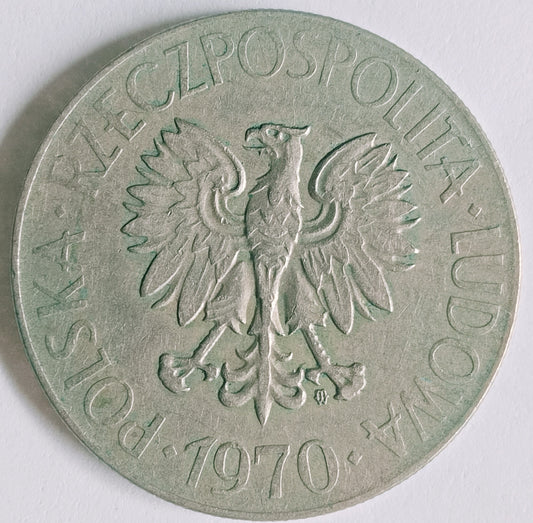 POLSKA · RZECZPOSPOLITA · LUDOWA · 1970 ·